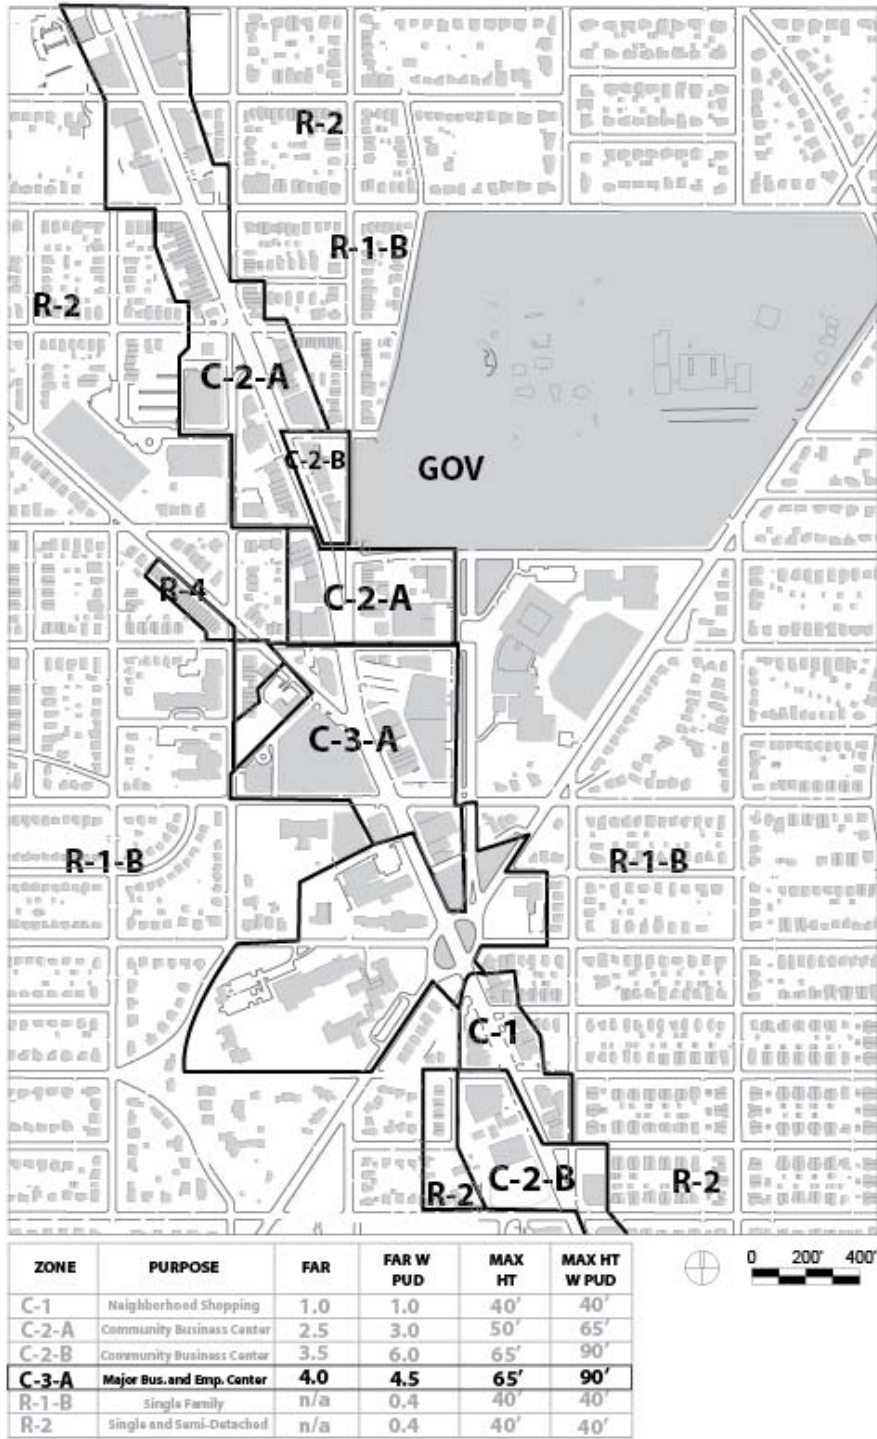 R-2
R-1-B
R-2
C-2-A
C-2-B
GOV
R-4
C-2-A
C-3-A
R-1-B
R-1-B
C-1
R-2
C-2-B
R-2
0 200' 400'
ZONE PURPOSE FAR FAR W PUD MAX HT MAX HT W PUD
C-1 Neighborhood Shopping 1.0 1.0 40' 40'
C-2-A Community Business Center 2.5 3.0 50' 65'
C-2-B Community Business Center 3.5 6.0 65' 90'
C-3-A Major Bus. and Emp. Center 4.0 4.5 65' 90'
R-1-B Single Family n/a 0.4 40' 40'
R-2 Single and Semi-Detached n/a 0.4 40' 40'